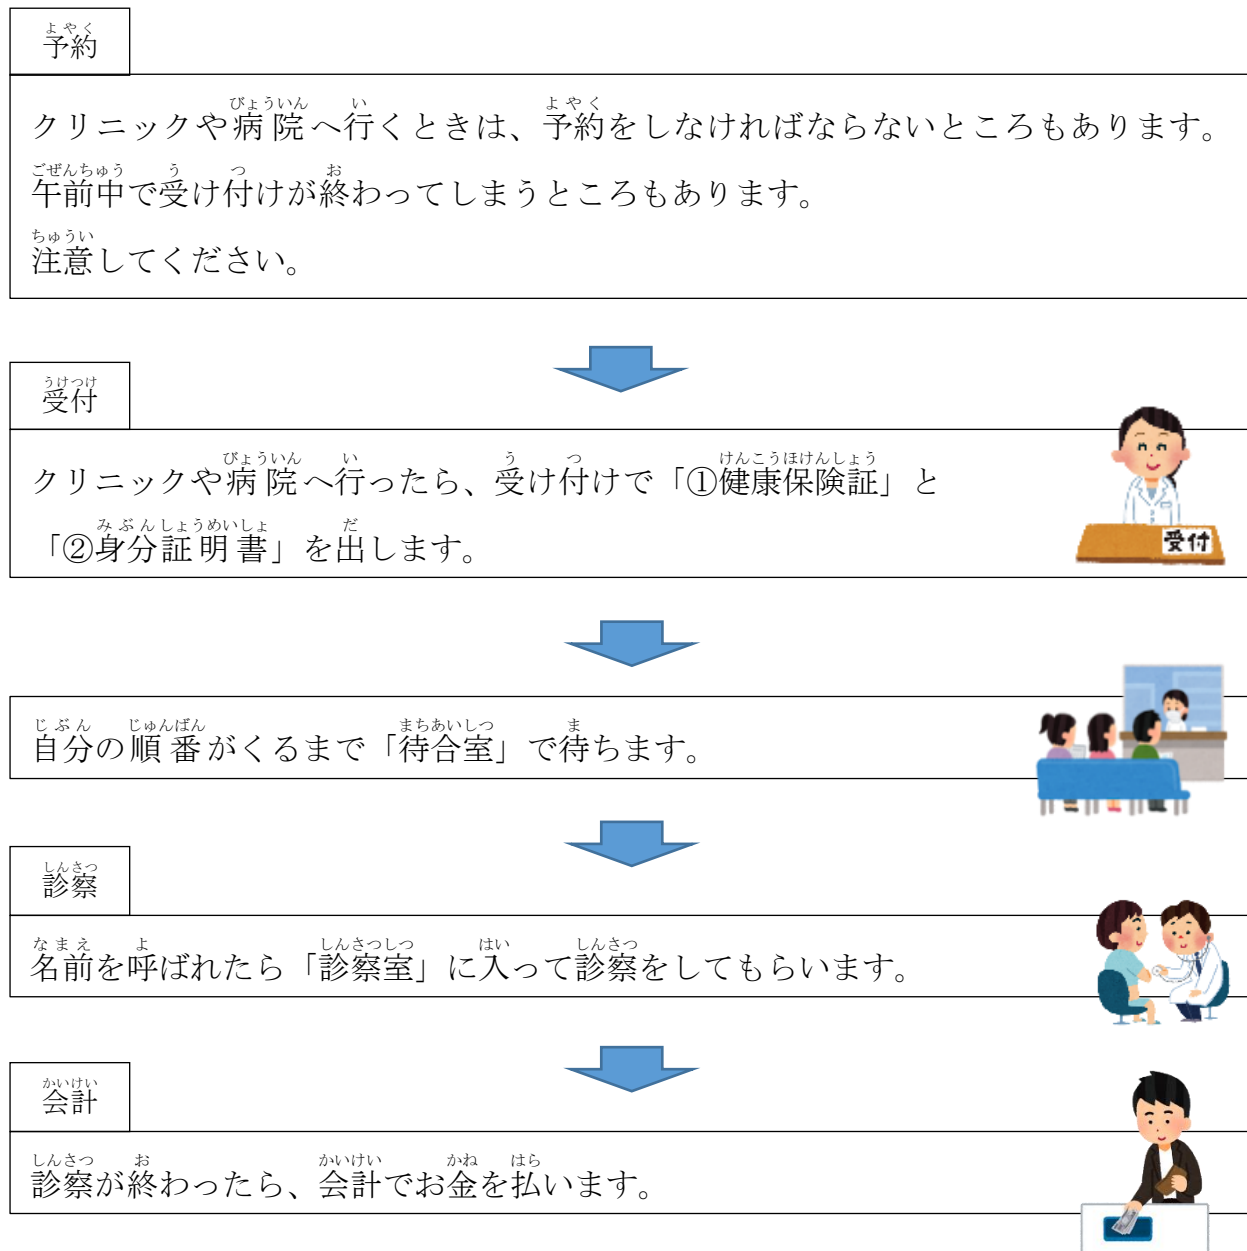 予約
クリニックや病院へ行くときは、予約をしなければならないところもあります。
午前中で受け付けが終わってしまうところもあります。
注意してください。
受付
クリニックや病院へ行ったら、受け付けで「①健康保険証」と
「②身分証明書」を出します。
受付
自分の順番がくるまで「待合室」で待ちます。
診察
名前を呼ばれたら「診察室」に入って診察をしてもらいます。
会計
診察が終わったら、会計でお金を払います。